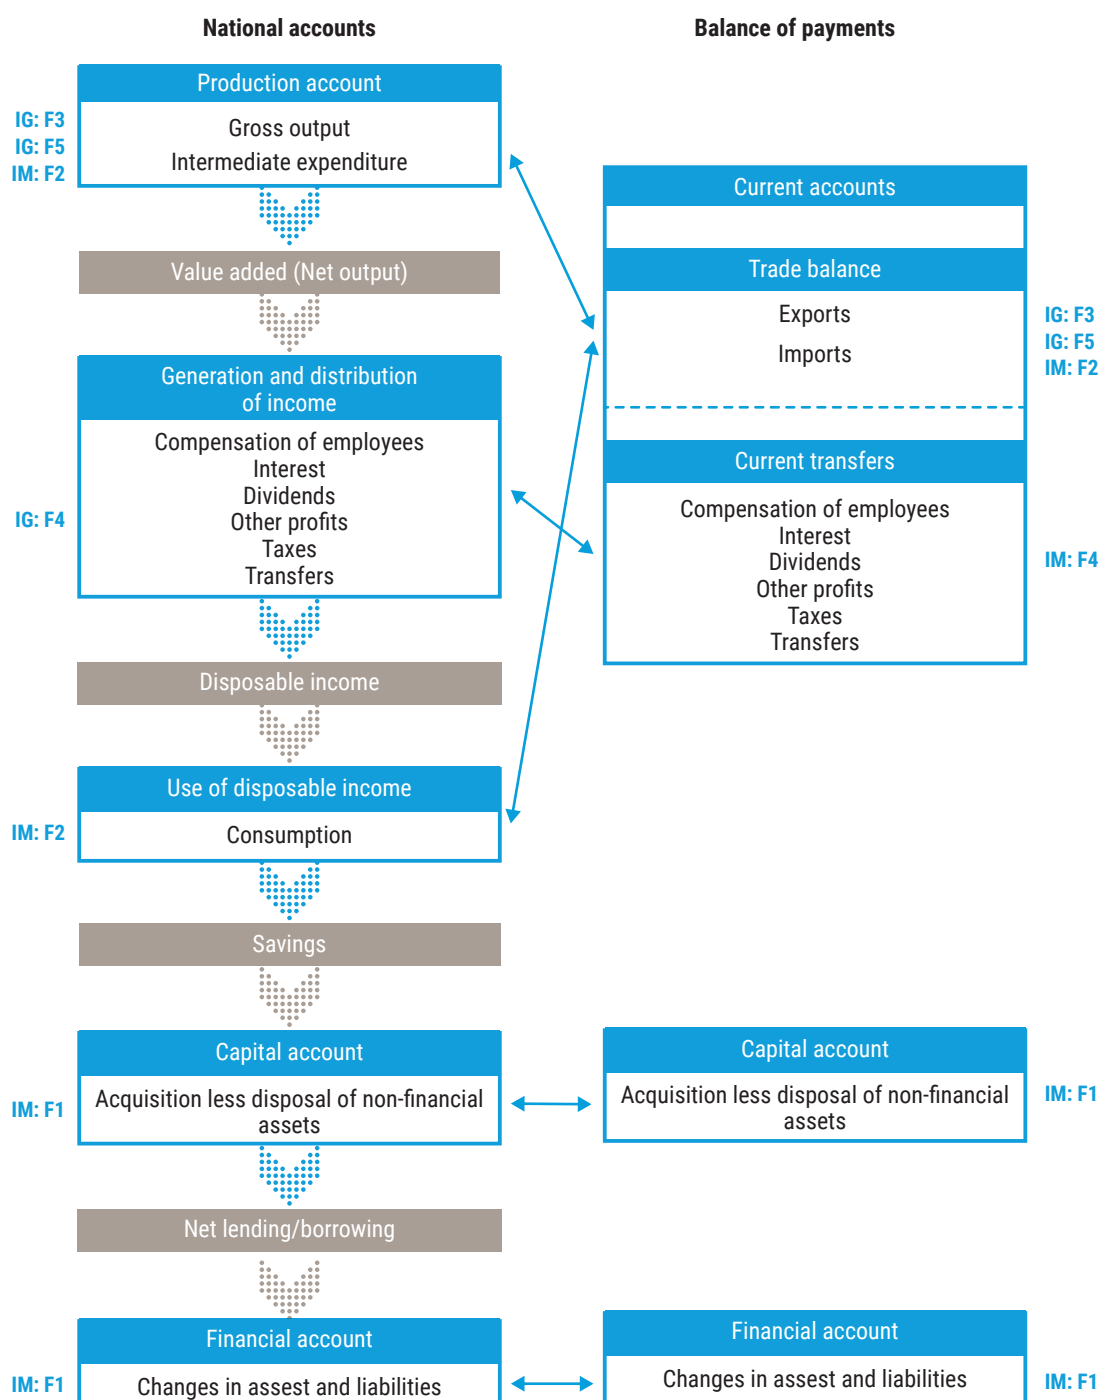 National accounts
Balance of payments
Production account
IG: F3
IG: F5
IM: F2
Gross output
Intermediate expenditure
Value added (Net output)
Generation and distribution
of income
IG: F4
Compensation of employees
Interest
Dividends
Other profits
Taxes
Transfers
Disposable income
Use of disposable income
IM: F2
Consumption
Savings
Capital account
IM: F1
Acquisition less disposal of non-financial
assets
Net lending/borrowing
Financial account
IM: F1
Changes in assest and liabilities
Current accounts
Trade balance
Exports
Imports
IG: F3
IG: F5
IM: F2
Current transfers
Compensation of employees
Interest
Dividends
Other profits
Taxes
Transfers
IM: F4
Capital account
Acquisition less disposal of non-financial
assets
IM: F1
Financial account
Changes in assest and liabilities
IM: F1